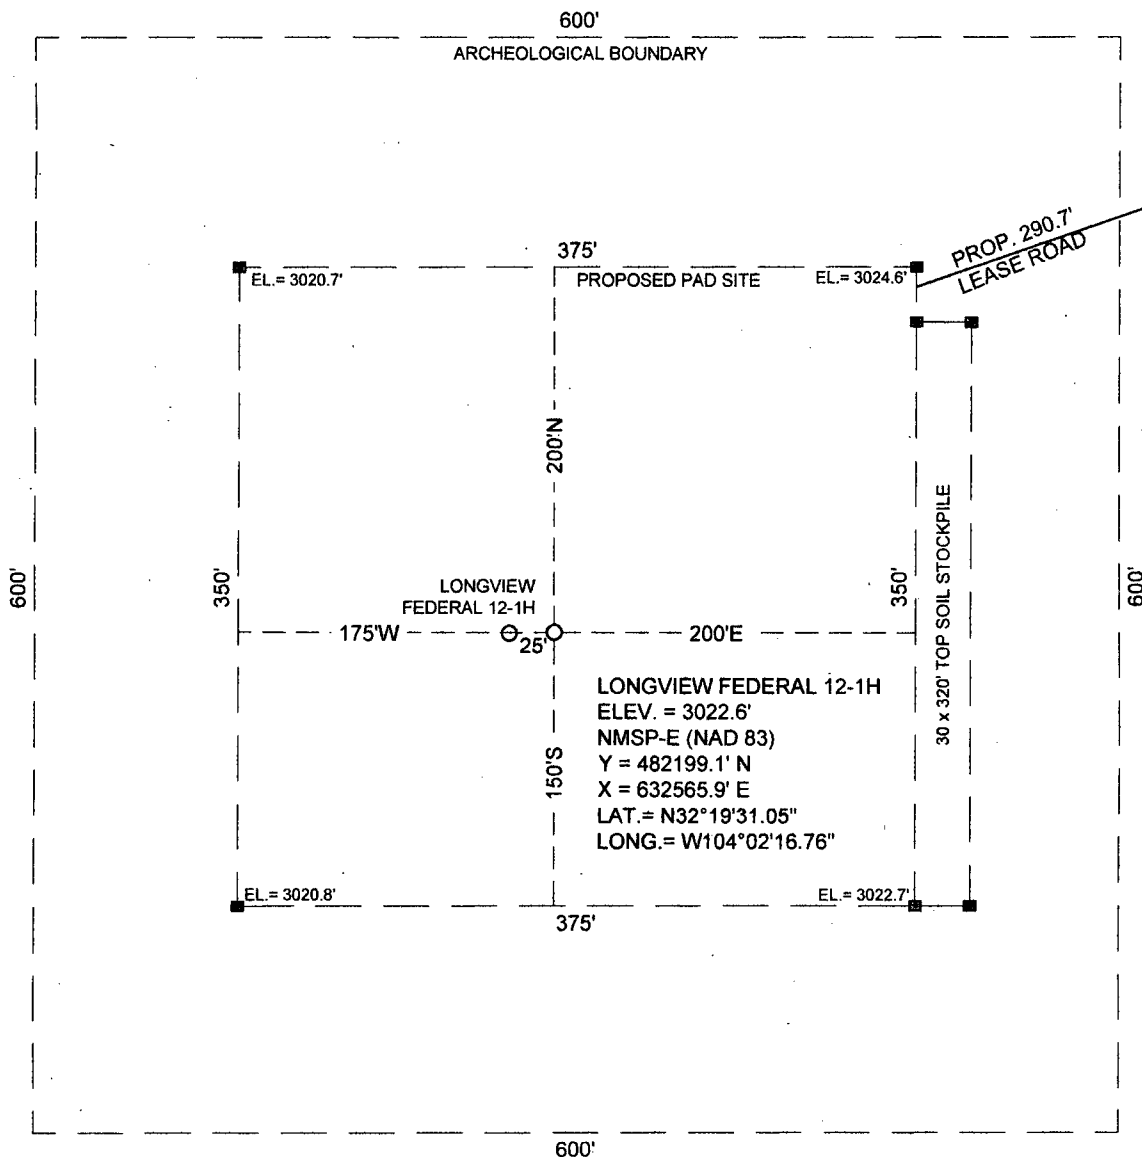 600'
ARCHEOLOGICAL BOUNDARY
PROP. 290.7'
LEASE ROAD
375'
EL.= 3020.7'
PROPOSED PAD SITE
EL.= 3024.6'
200'N
600'
350'
LONGVIEW
FEDERAL 12-1H
175'W
25'
200'E
350'
30 x 320' TOP SOIL STOCKPILE
600'
LONGVIEW FEDERAL 12-1H
ELEV. = 3022.6'
NMSP-E (NAD 83)
Y = 482199.1' N
X = 632565.9' E
LAT.= N32°19'31.05"
LONG.= W104°02'16.76"
150'S
EL.= 3020.8'
EL.= 3022.7'
375'
600'